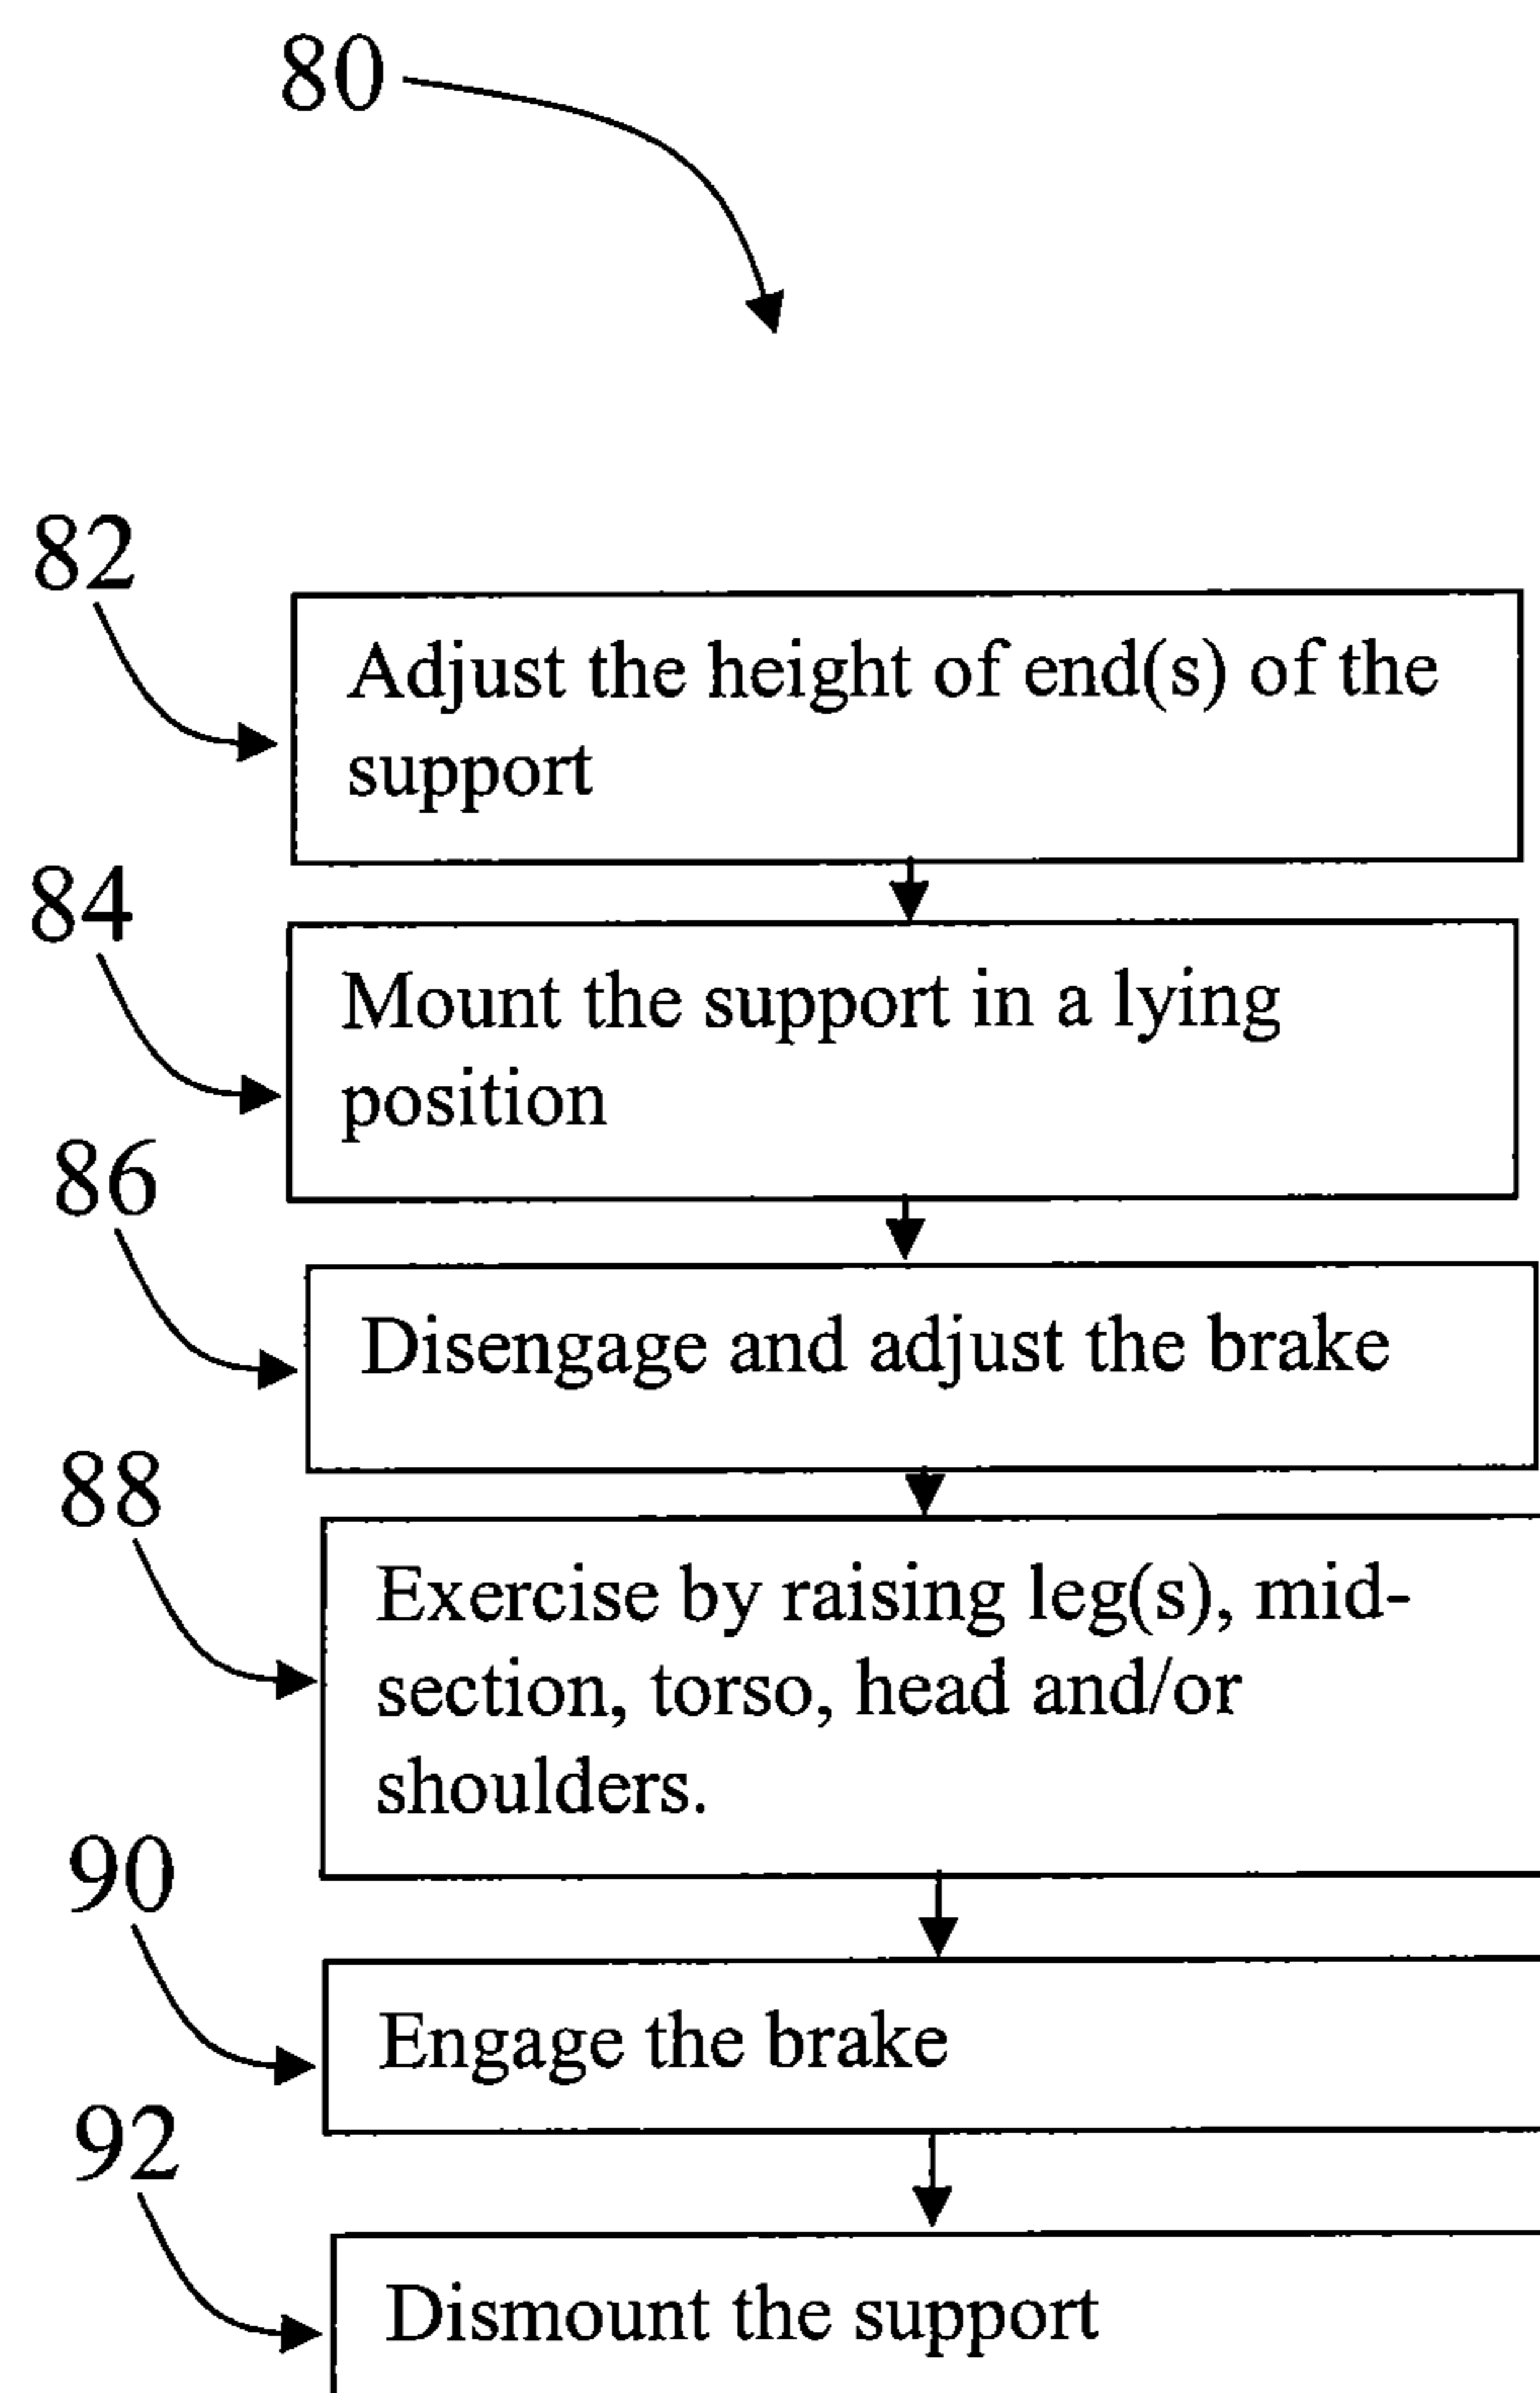 80
82
Adjust the height of end(s) of the
support
84
Mount the support in a lying
position
86
Disengage and adjust the brake
88
Exercise by raising leg(s), mid-
section, torso, head and/or
shoulders.
90
Engage the brake
92
Dismount the support